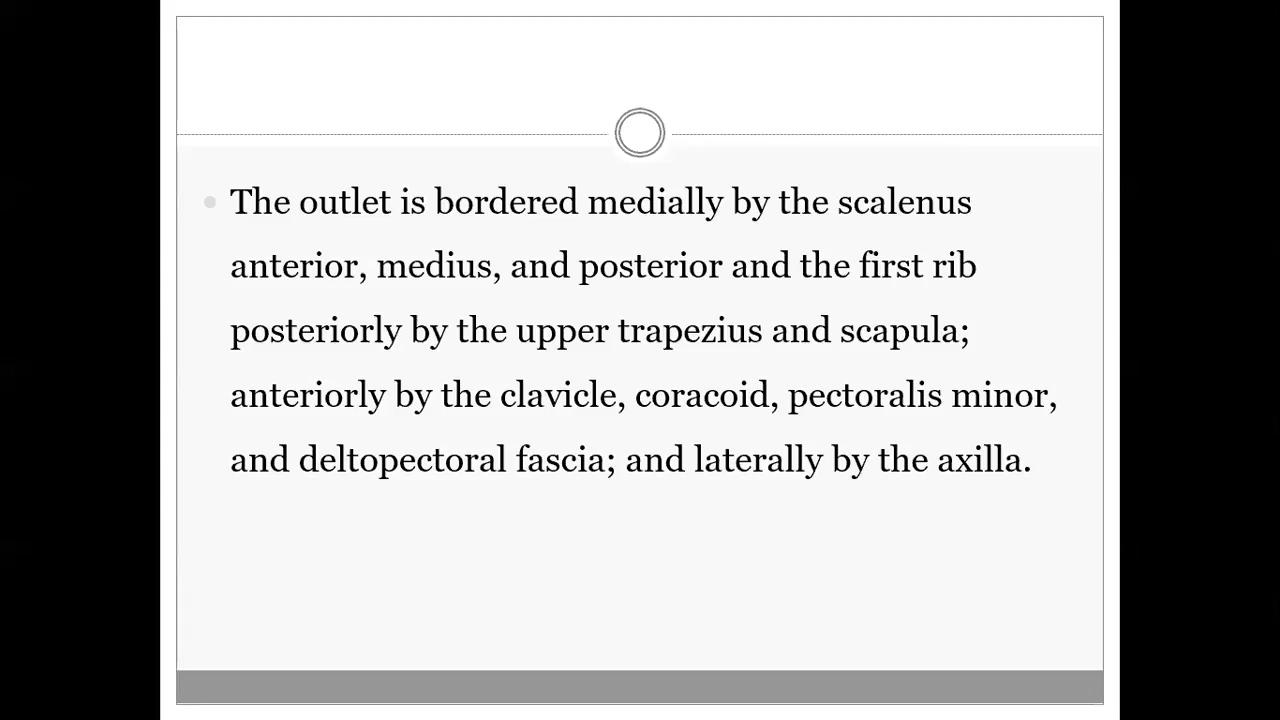 The outlet is bordered medially by the scalenus
anterior, medius, and posterior and the first rib
posteriorly by the upper trapezius and scapula;
anteriorly by the clavicle, coracoid, pectoralis minor,
and deltopectoral fascia; and laterally by the axilla.